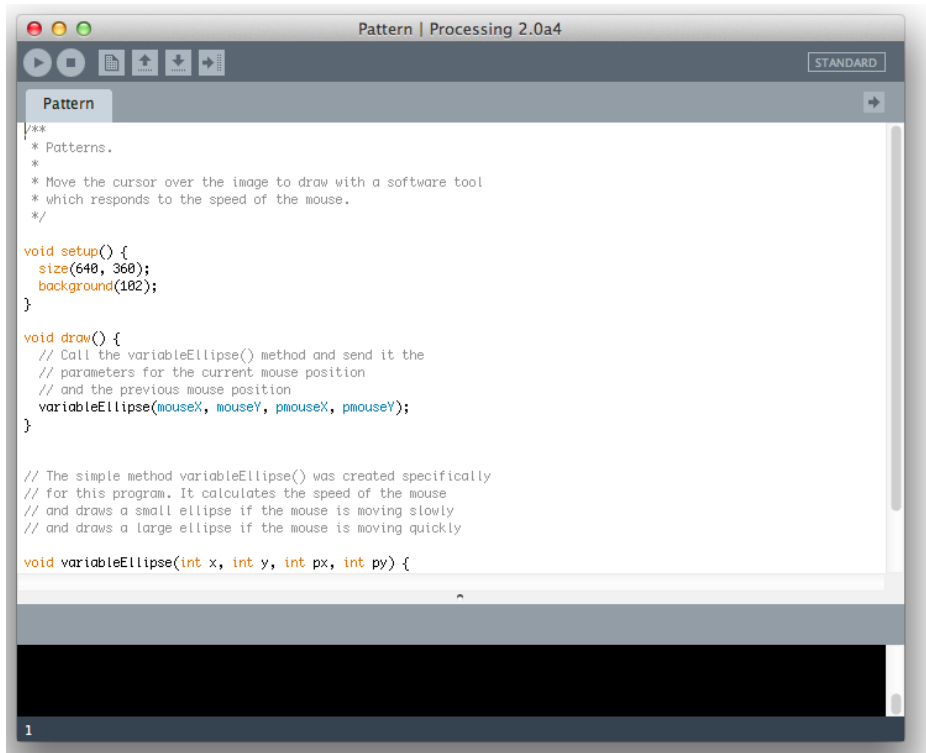 Pattern | Processing 2.0a4
STANDARD
Pattern
/**
 * Patterns.
 *
 * Move the cursor over the image to draw with a software tool
 * which responds to the speed of the mouse.
 */
void setup() {
  size(640, 360);
  background(102);
}
void draw() {
  // Call the variableEllipse() method and send it the
  // parameters for the current mouse position
  // and the previous mouse position
  variableEllipse(mouseX, mouseY, pmouseX, pmouseY);
}
// The simple method variableEllipse() was created specifically
// for this program. It calculates the speed of the mouse
// and draws a small ellipse if the mouse is moving slowly
// and draws a large ellipse if the mouse is moving quickly
void variableEllipse(int x, int y, int px, int py) {
1